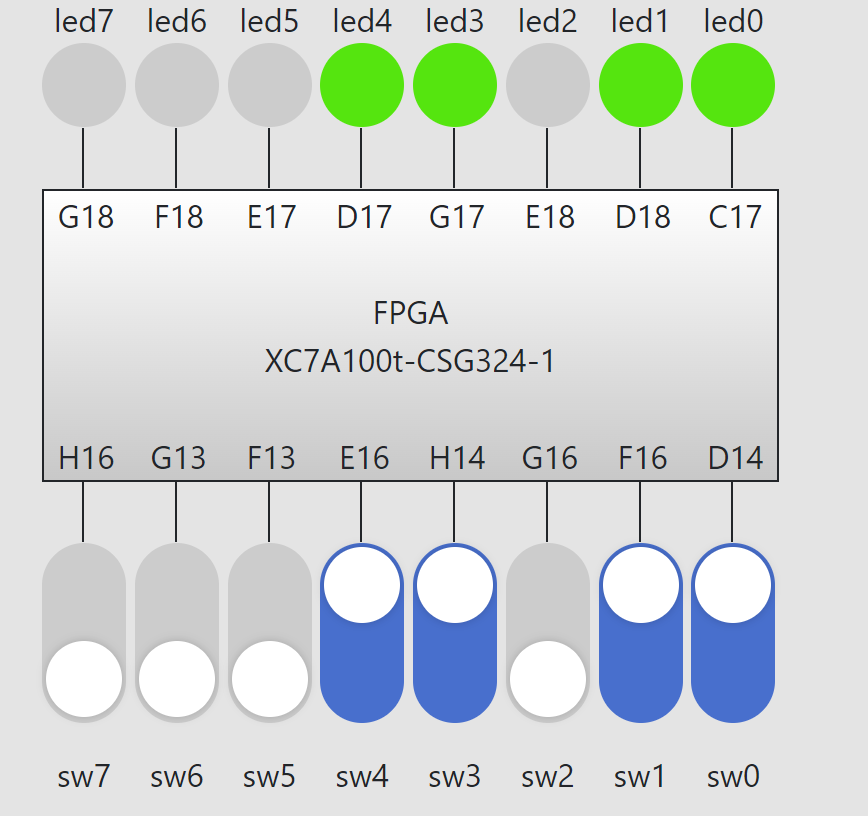 led7 led6 led5 led4 led3 led2 led1 led0
G18 F18 E17 D17 G17 E18 D18 C17
FPGA
XC7A100t-CSG324-1
H16 G13 F13 E16 H14 G16 F16 D14
sw7 sw6 sw5 sw4 sw3 sw2 sw1 sw0